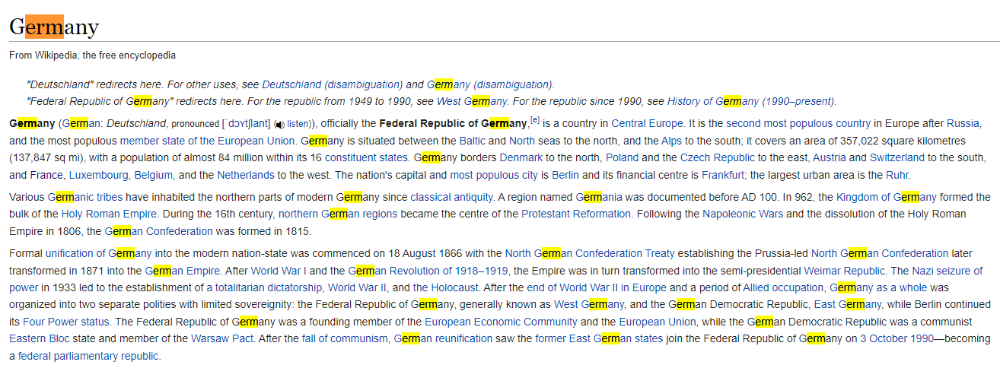 Germany
From Wikipedia, the free encyclopedia
"Deutschland" redirects here. For other uses, see Deutschland (disambiguation) and Germany (disambiguation).
"Federal Republic of Germany" redirects here. For the republic from 1949 to 1990, see West Germany. For the republic since 1990, see History of Germany (1990–present).
Germany (German: Deutschland, pronounced [ˈdɔʏtʃlant] (listen)), officially the Federal Republic of Germany,[e] is a country in Central Europe. It is the second most populous country in Europe after Russia,
and the most populous member state of the European Union. Germany is situated between the Baltic and North seas to the north, and the Alps to the south; it covers an area of 357,022 square kilometres
(137,847 sq mi), with a population of almost 84 million within its 16 constituent states. Germany borders Denmark to the north, Poland and the Czech Republic to the east, Austria and Switzerland to the south,
and France, Luxembourg, Belgium, and the Netherlands to the west. The nation's capital and most populous city is Berlin and its financial centre is Frankfurt; the largest urban area is the Ruhr.
Various Germanic tribes have inhabited the northern parts of modern Germany since classical antiquity. A region named Germania was documented before AD 100. In 962, the Kingdom of Germany formed the
bulk of the Holy Roman Empire. During the 16th century, northern German regions became the centre of the Protestant Reformation. Following the Napoleonic Wars and the dissolution of the Holy Roman
Empire in 1806, the German Confederation was formed in 1815.
Formal unification of Germany into the modern nation-state was commenced on 18 August 1866 with the North German Confederation Treaty establishing the Prussia-led North German Confederation later
transformed in 1871 into the German Empire. After World War I and the German Revolution of 1918–1919, the Empire was in turn transformed into the semi-presidential Weimar Republic. The Nazi seizure of
power in 1933 led to the establishment of a totalitarian dictatorship, World War II, and the Holocaust. After the end of World War II in Europe and a period of Allied occupation, Germany as a whole was
organized into two separate polities with limited sovereignty: the Federal Republic of Germany, generally known as West Germany, and the German Democratic Republic, East Germany, while Berlin continued
its Four Power status. The Federal Republic of Germany was a founding member of the European Economic Community and the European Union, while the German Democratic Republic was a communist
Eastern Bloc state and member of the Warsaw Pact. After the fall of communism, German reunification saw the former East German states join the Federal Republic of Germany on 3 October 1990—becoming
a federal parliamentary republic.